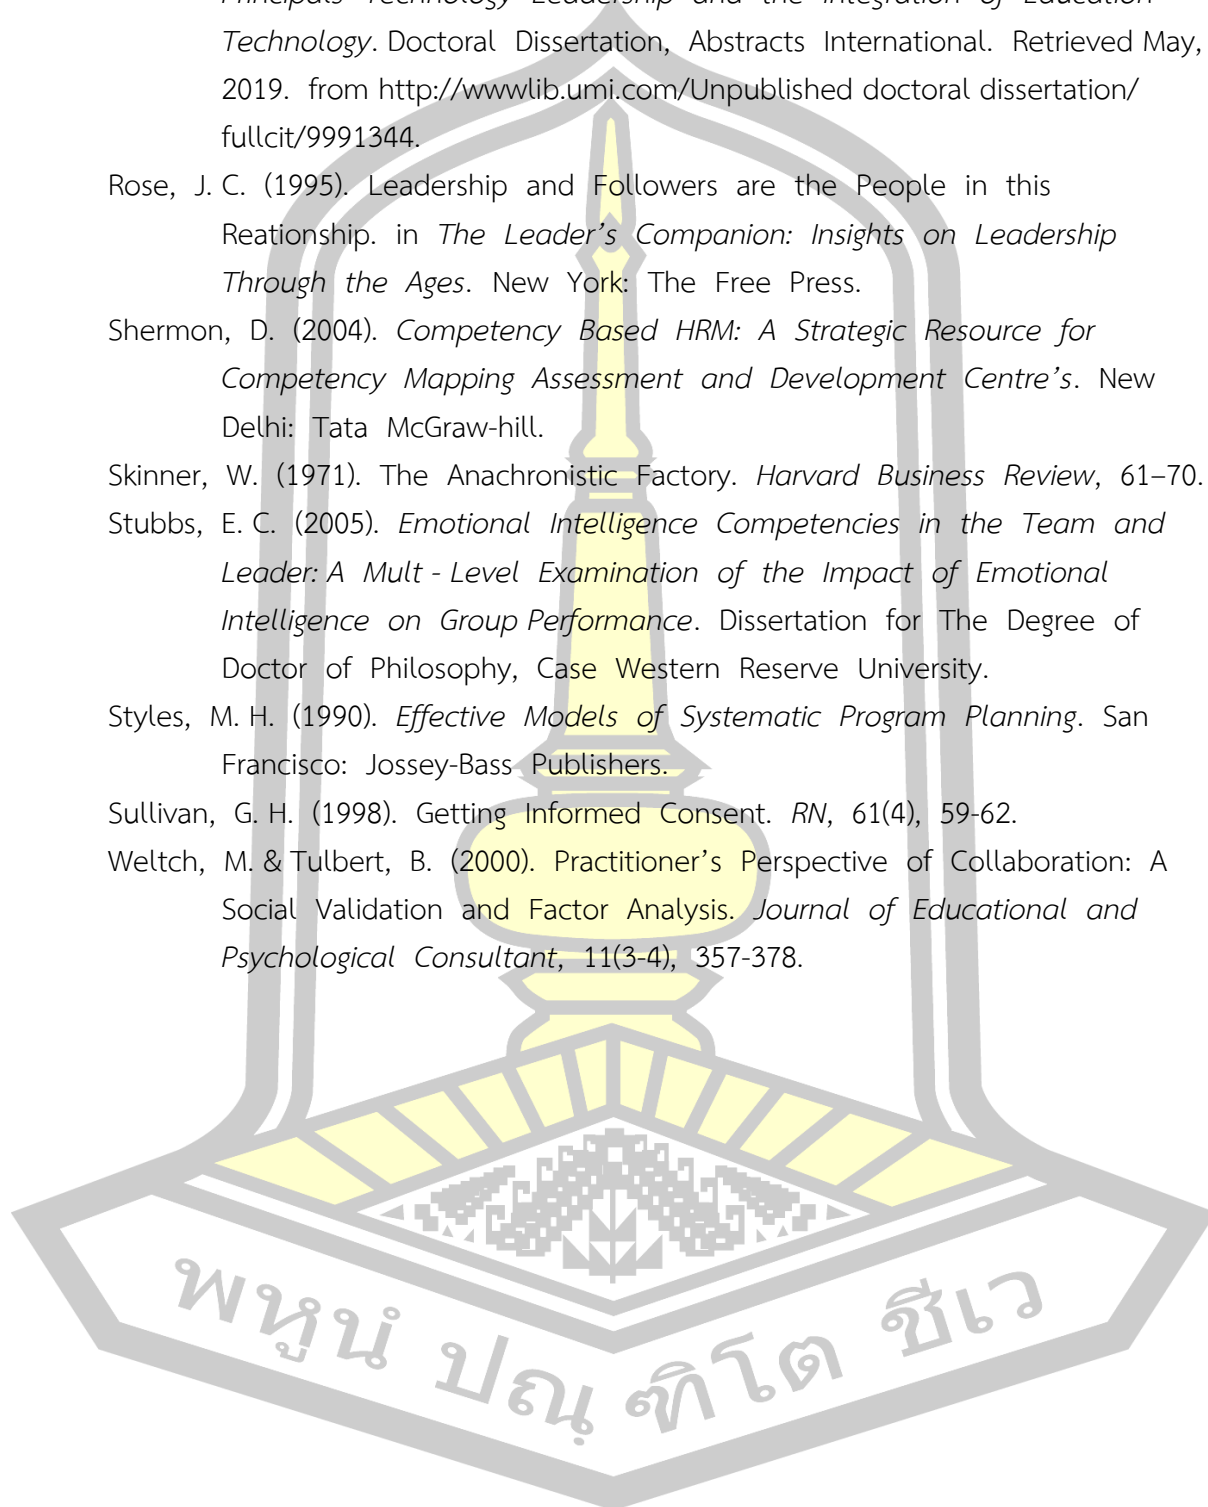 Principals Technology Leadership and the Integration of Education
Technology. Doctoral Dissertation, Abstracts International. Retrieved May,
2019. from http://wwwlib.umi.com/Unpublished doctoral dissertation/
fullcit/9991344.
Rose, J. C. (1995). Leadership and Followers are the People in this
Reationship. in The Leader’s Companion: Insights on Leadership
Through the Ages. New York: The Free Press.
Shermon, D. (2004). Competency Based HRM: A Strategic Resource for
Competency Mapping Assessment and Development Centre’s. New
Delhi: Tata McGraw-hill.
Skinner, W. (1971). The Anachronistic Factory. Harvard Business Review, 61–70.
Stubbs, E. C. (2005). Emotional Intelligence Competencies in the Team and
Leader: A Mult - Level Examination of the Impact of Emotional
Intelligence on Group Performance. Dissertation for The Degree of
Doctor of Philosophy, Case Western Reserve University.
Styles, M. H. (1990). Effective Models of Systematic Program Planning. San
Francisco: Jossey-Bass Publishers.
Sullivan, G. H. (1998). Getting Informed Consent. RN, 61(4), 59-62.
Weltch, M. & Tulbert, B. (2000). Practitioner’s Perspective of Collaboration: A
Social Validation and Factor Analysis. Journal of Educational and
Psychological Consultant, 11(3-4), 357-378.
พหูนํ ปณฺฑิโต ชีเว